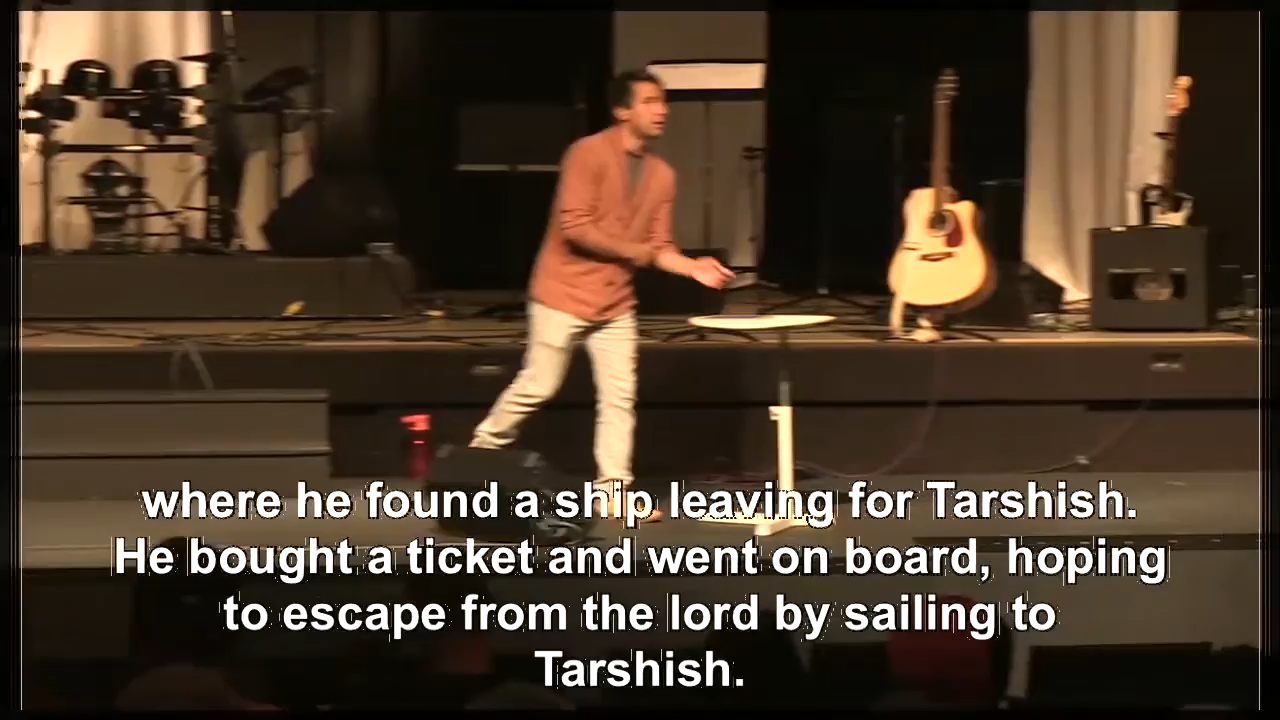 where he found a ship leaving for Tarshish.
He bought a ticket and went on board, hoping
to escape from the lord by sailing to
Tarshish.